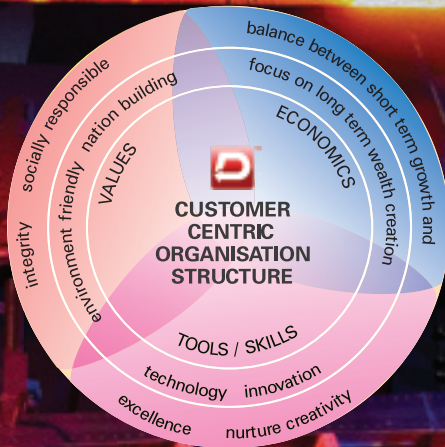 balance between short term growth and
focus on long term wealth creation
ECONOMICS
socially responsible
integrity
nation building
environment friendly
VALUES
™
CUSTOMER
CENTRIC
ORGANISATION
STRUCTURE
TOOLS / SKILLS
technology innovation
excellence nurture creativity